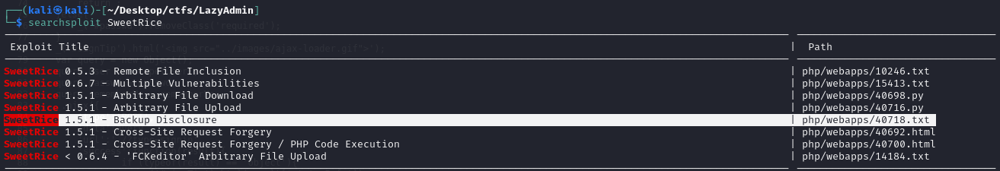 ┌──(kali㉿kali)-[~/Desktop/ctfs/LazyAdmin]
└─$ searchsploit SweetRice
Exploit Title | Path
SweetRice 0.5.3 - Remote File Inclusion | php/webapps/10246.txt
SweetRice 0.6.7 - Multiple Vulnerabilities | php/webapps/15413.txt
SweetRice 1.5.1 - Arbitrary File Download | php/webapps/40698.py
SweetRice 1.5.1 - Arbitrary File Upload | php/webapps/40716.py
SweetRice 1.5.1 - Backup Disclosure | php/webapps/40718.txt
SweetRice 1.5.1 - Cross-Site Request Forgery | php/webapps/40692.html
SweetRice 1.5.1 - Cross-Site Request Forgery / PHP Code Execution | php/webapps/40700.html
SweetRice < 0.6.4 - 'FCKeditor' Arbitrary File Upload | php/webapps/14184.txt